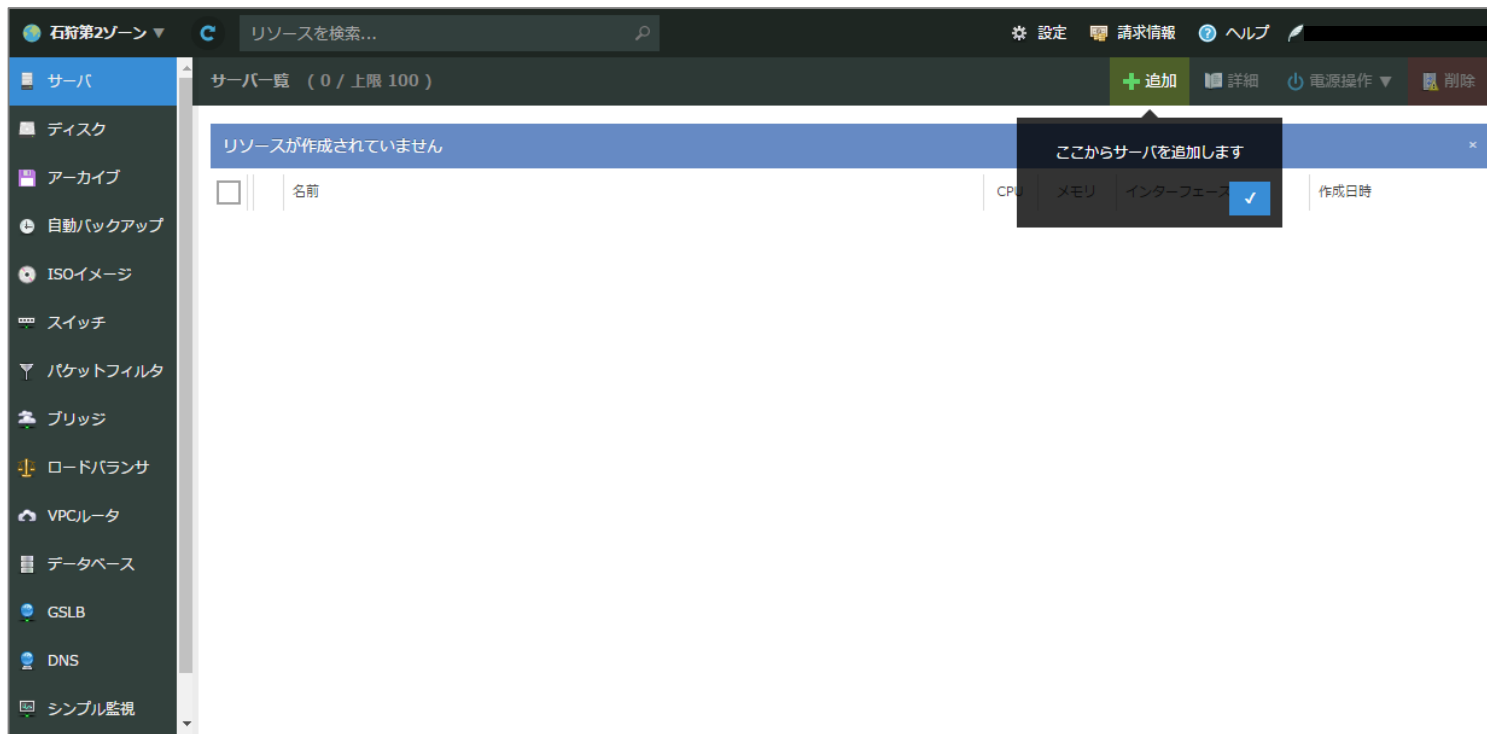 石狩第2ゾーン ▼
リソースを検索...
設定
請求情報
ヘルプ
サーバ
サーバ一覧 ( 0 / 上限 100 )
追加
詳細
電源操作 ▼
削除
ディスク
リソースが作成されていません
×
ここからサーバを追加します
アーカイブ
名前
CPU
メモリ
インターフェース
作成日時
自動バックアップ
ISOイメージ
スイッチ
パケットフィルタ
ブリッジ
ロードバランサ
VPCルータ
データベース
GSLB
DNS
シンプル監視